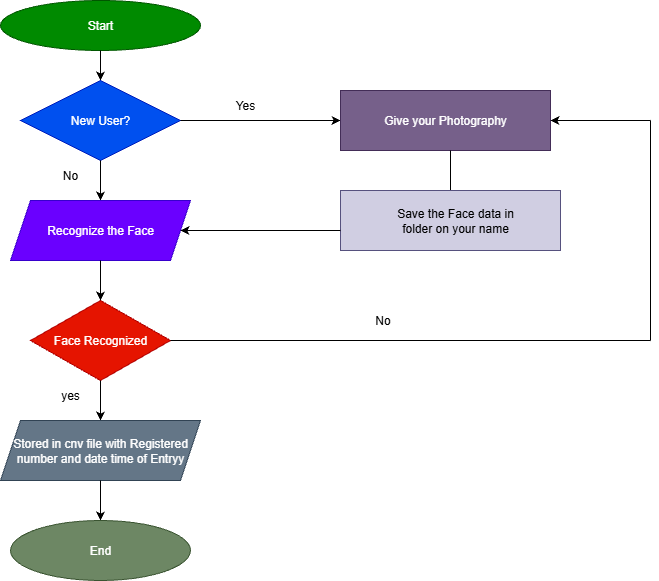 Start
New User?
Yes
Give your Photography
No
Recognize the Face
Save the Face data in
folder on your name
Face Recognized
No
yes
Stored in cnv file with Registered
number and date time of Entryy
End